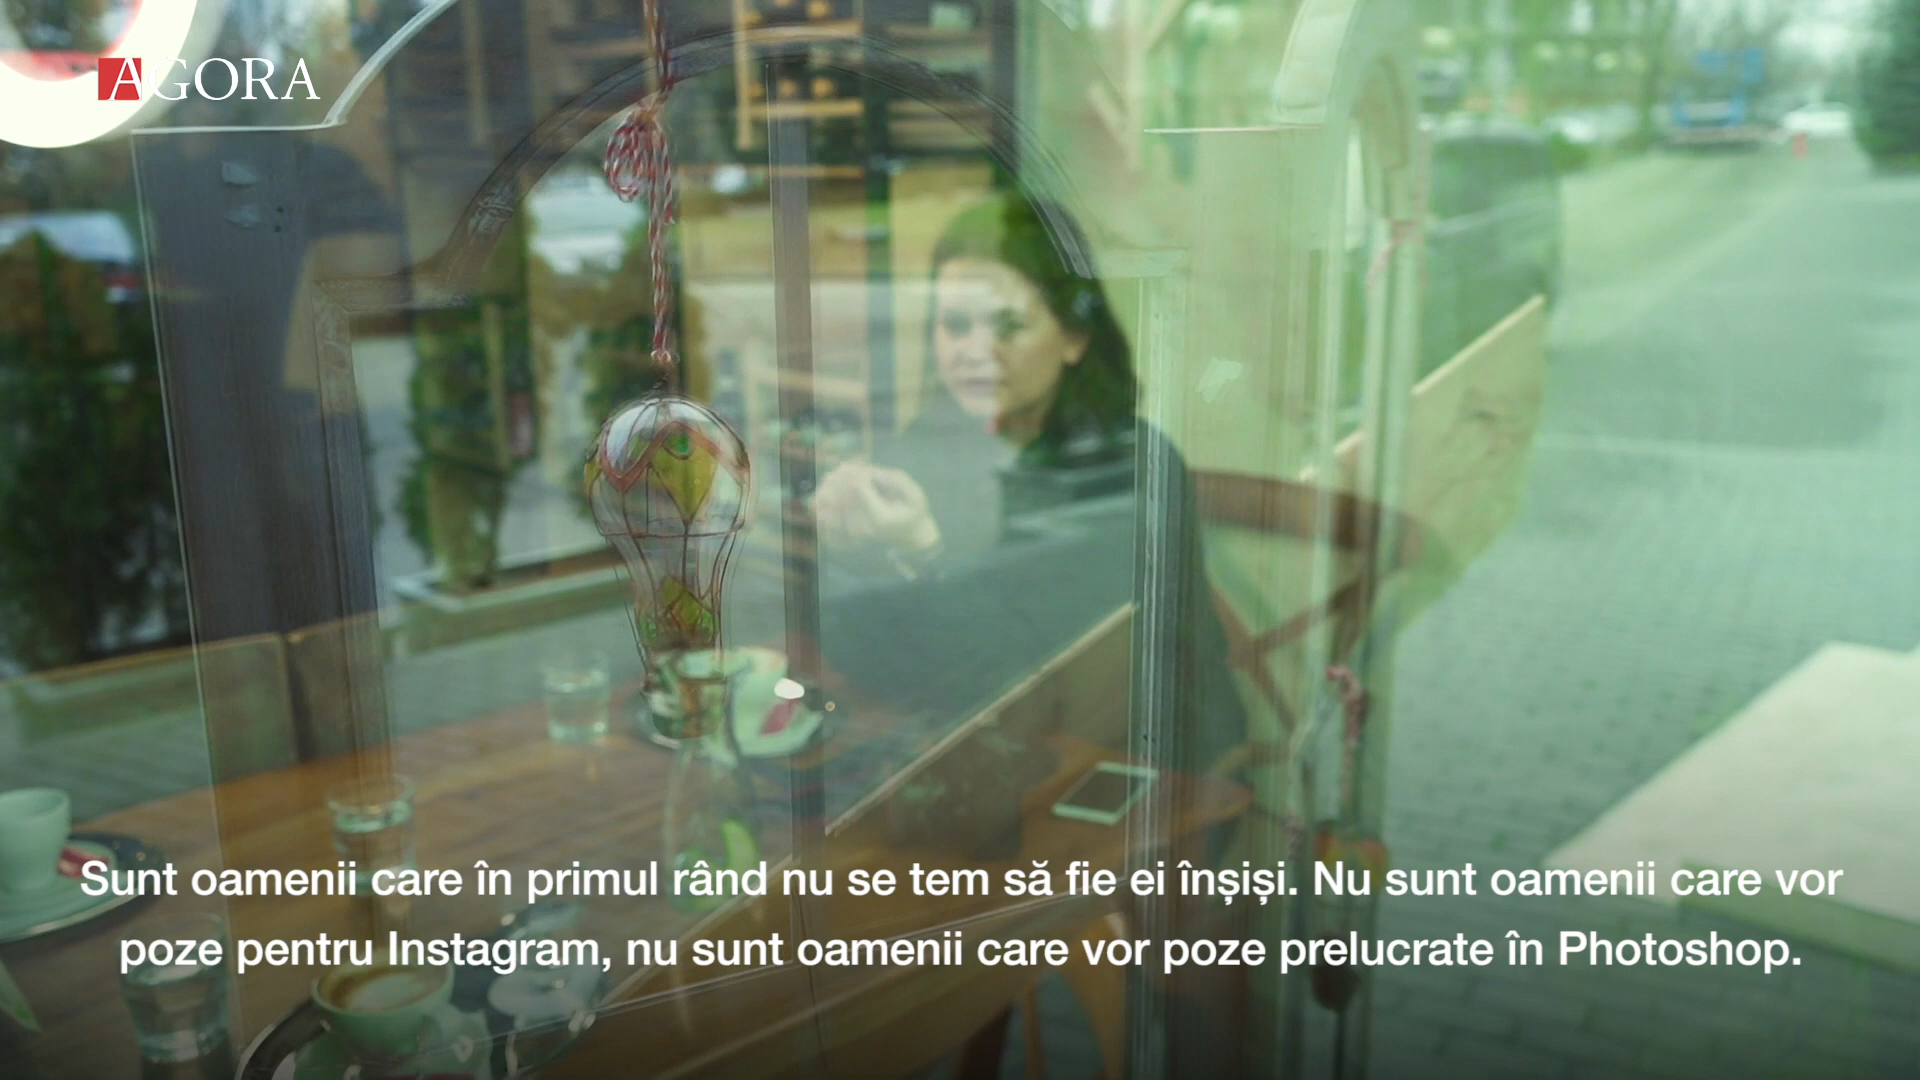 AGORA
Sunt oamenii care în primul rând nu se tem să fie ei înșiși. Nu sunt oamenii care vor
poze pentru Instagram, nu sunt oamenii care vor poze prelucrate în Photoshop.